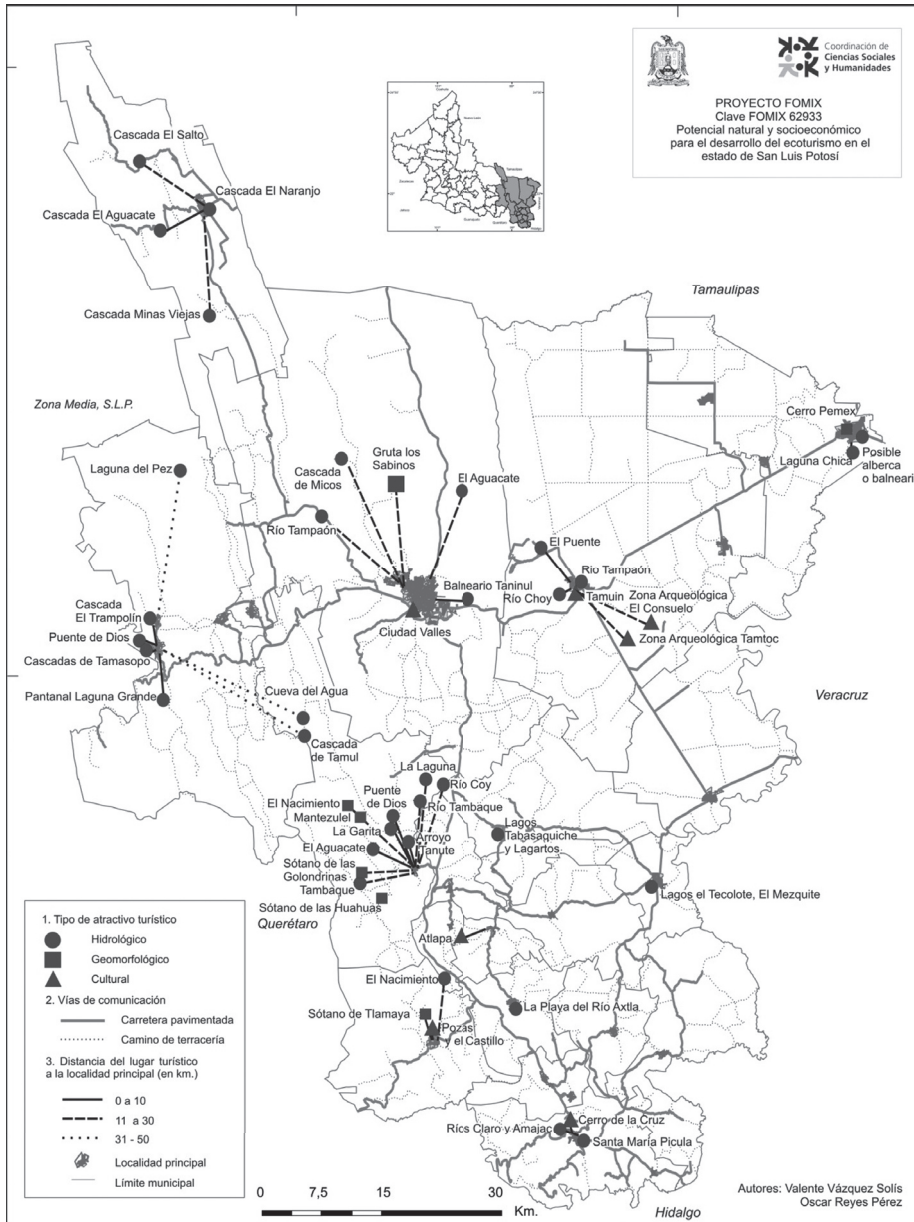 Coordinación de
Ciencias Sociales
y Humanidades
PROYECTO FOMIX
Clave FOMIX 62933
Potencial natural y socioeconómico
para el desarrollo del ecoturismo en el
estado de San Luis Potosí
Cascada El Salto
Cascada El Naranjo
Cascada El Aguacate
Cascada Minas Viejas
Tamaulipas
Zona Media, S.L.P.
Cerro Pemex
Laguna Chica
Posible
alberca
o balneari
Laguna del Pez
Cascada
de Micos
Gruta los
Sabinos
El Aguacate
Río Tampaón
El Puente
Río Tampaón
Balneario Taninul
Río Choy
Tamuin
Zona Arqueológica
El Consuelo
Zona Arqueológica Tamtoc
Ciudad Valles
Cascada
El Trampolín
Puente de Dios
Cascadas de Tamasopo
Pantanal Laguna Grande
Cueva del Agua
Cascada
de Tamul
Veracruz
La Laguna
Río Coy
Puente
de Dios
Río Tambaque
El Nacimiento
Mantezulel
La Garita
Arroyo
Tanute
El Aguacate
Lagos
Tabasaquiche
y Lagartos
Sótano de las
Golondrinas
Tambaque
Sótano de las Huahuas
Querétaro
Lagos el Tecolote, El Mezquite
Atlapa
El Nacimiento
La Playa del Río Axtla
Sótano de Tlamaya
Pozas
y el Castillo
Cerro de la Cruz
Rícs Claro y Amajac
Santa María Picula
Hidalgo
1. Tipo de atractivo turístico
Hidrológico
Geomorfológico
Cultural
2. Vías de comunicación
Carretera pavimentada
Camino de terracería
3. Distancia del lugar turístico
a la localidad principal (en km.)
0 a 10
11 a 30
31 - 50
Localidad principal
Límite municipal
0 7,5 15 30
Km.
Autores: Valente Vázquez Solís
Oscar Reyes Pérez